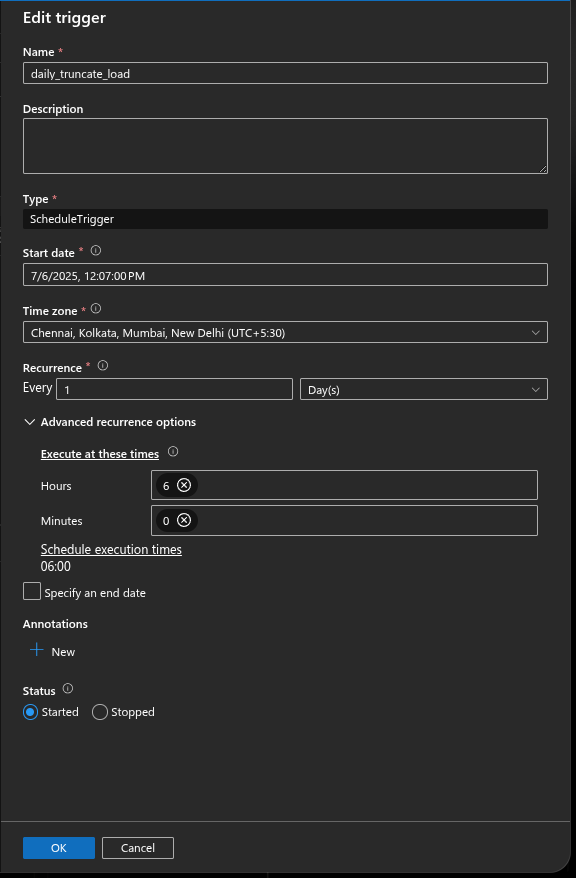 Edit trigger
Name *
daily_truncate_load
Description
Type *
ScheduleTrigger
Start date *
7/6/2025, 12:07:00 PM
Time zone *
Chennai, Kolkata, Mumbai, New Delhi (UTC+5:30)
Recurrence *
Every 1 Day(s)
Advanced recurrence options
Execute at these times
Hours 6
Minutes 0
Schedule execution times
06:00
Specify an end date
Annotations
New
Status
Started Stopped
OK Cancel